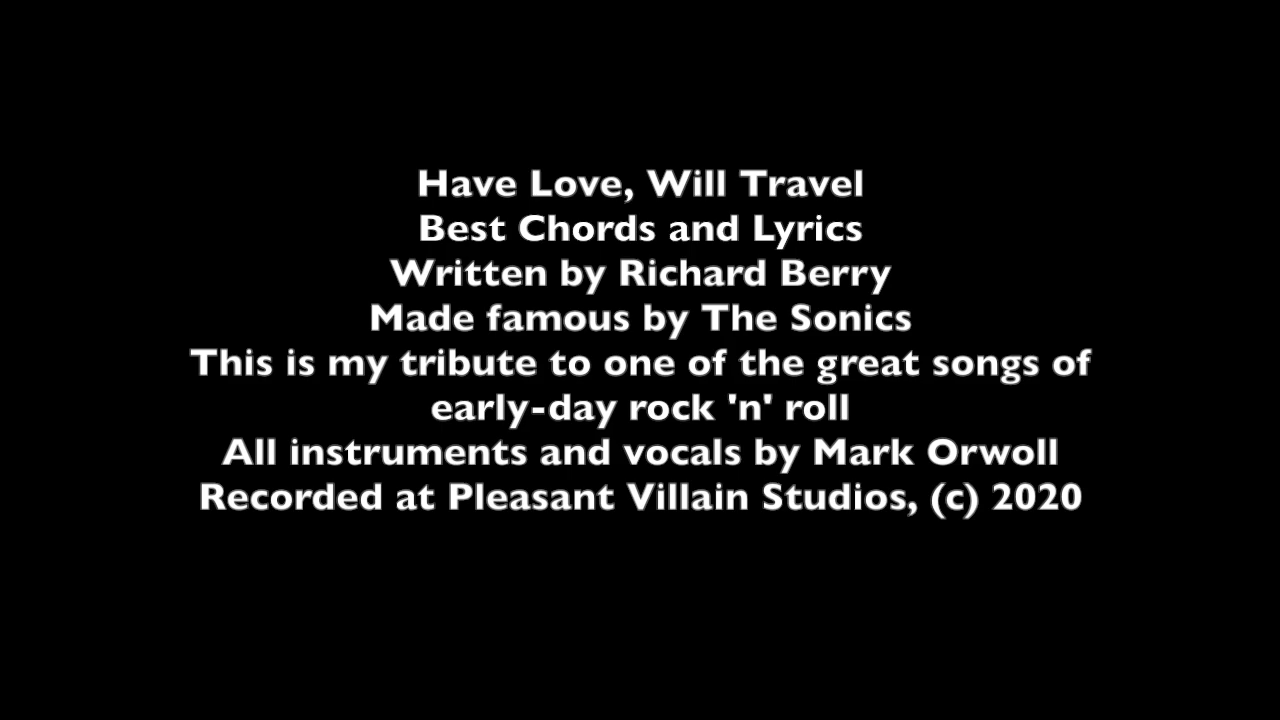 Have Love, Will Travel
Best Chords and Lyrics
Written by Richard Berry
Made famous by The Sonics
This is my tribute to one of the great songs of
early-day rock 'n' roll
All instruments and vocals by Mark Orwoll
Recorded at Pleasant Villain Studios, (c) 2020